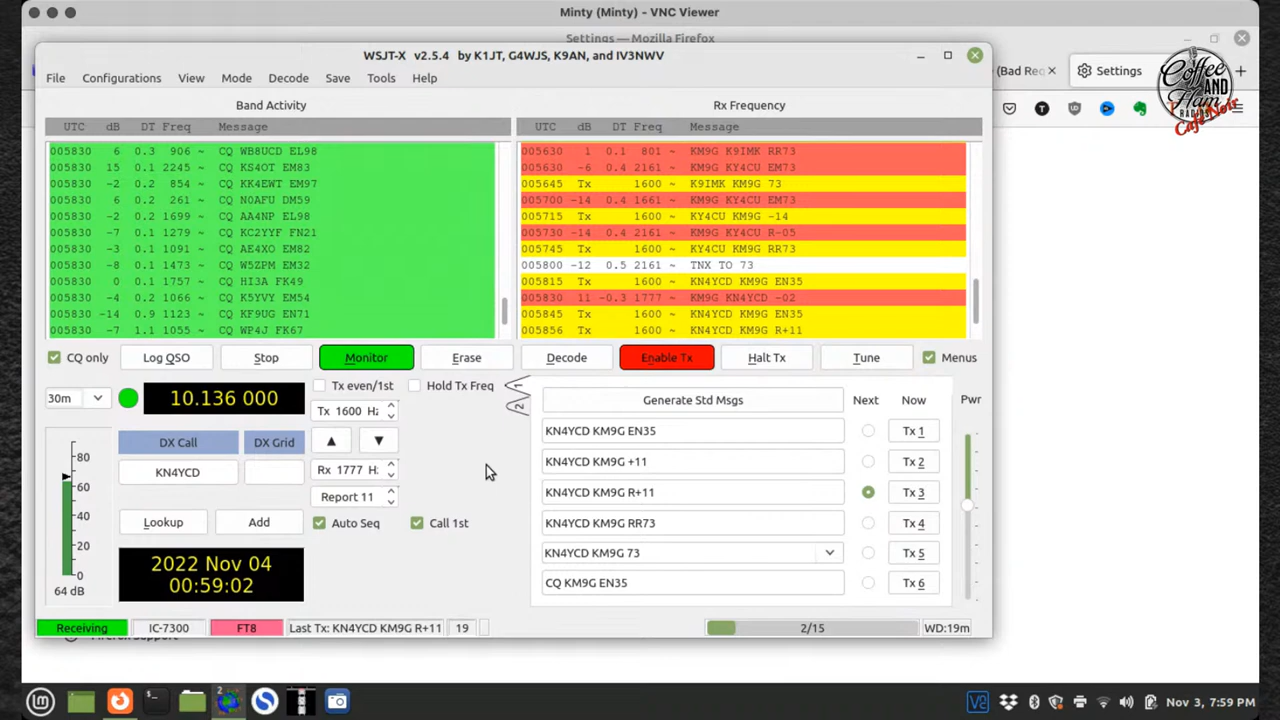 Minty (Minty) - VNC Viewer
Settings — Mozilla Firefox
(Bad Req
Settings
Coffee
AND
Ham
RADIOS
Café Noir
WSJT-X v2.5.4 by K1JT, G4WJS, K9AN, and IV3NWV
File Configurations View Mode Decode Save Tools Help
Band Activity
UTC dB DT Freq Message
005830 6 0.3 906 ~ CQ WB8UCD EL98
005830 15 0.1 2245 ~ CQ KS4OT EM83
005830 -2 0.2 854 ~ CQ KK4EWT EM97
005830 6 0.2 261 ~ CQ N0AFU DM59
005830 -2 0.2 1699 ~ CQ AA4NP EL98
005830 -7 0.1 1279 ~ CQ KC2YYF FN21
005830 -3 0.1 1091 ~ CQ AE4XO EM82
005830 -8 0.1 1473 ~ CQ W5ZPM EM32
005830 0 0.1 1757 ~ CQ HI3A FK49
005830 -4 0.2 1066 ~ CQ K5YVY EM54
005830 -14 0.9 1123 ~ CQ KF9UG EN71
005830 -7 1.1 1055 ~ CQ WP4J FK67
Rx Frequency
UTC dB DT Freq Message
005630 1 0.1 801 ~ KM9G K9IMK RR73
005630 -6 0.4 2161 ~ KM9G KY4CU EM73
005645 Tx 1600 ~ K9IMK KM9G 73
005700 -14 0.4 1661 ~ KM9G KY4CU EM73
005715 Tx 1600 ~ KY4CU KM9G -14
005730 -14 0.4 2161 ~ KM9G KY4CU R-05
005745 Tx 1600 ~ KY4CU KM9G RR73
005800 -12 0.5 2161 ~ TNX TO 73
005815 Tx 1600 ~ KN4YCD KM9G EN35
005830 11 -0.3 1777 ~ KM9G KN4YCD -02
005845 Tx 1600 ~ KN4YCD KM9G EN35
005856 Tx 1600 ~ KN4YCD KM9G R+11
CQ only Log QSO Stop Monitor Erase Decode Enable Tx Halt Tx Tune Menus
30m
10.136 000
Tx even/1st
Hold Tx Freq
Tx 1600 Hz
DX Call DX Grid
KN4YCD
Rx 1777 Hz
Report 11
Lookup Add
Auto Seq
Call 1st
2022 Nov 04
00:59:02
80
60
40
20
0
64 dB
1
2
Generate Std Msgs Next Now Pwr
KN4YCD KM9G EN35 Tx 1
KN4YCD KM9G +11 Tx 2
KN4YCD KM9G R+11 Tx 3
KN4YCD KM9G RR73 Tx 4
KN4YCD KM9G 73 Tx 5
CQ KM9G EN35 Tx 6
Receiving IC-7300 FT8 Last Tx: KN4YCD KM9G R+11 19 2/15 WD:19m
Firefox Support
2
Nov 3, 7:59 PM